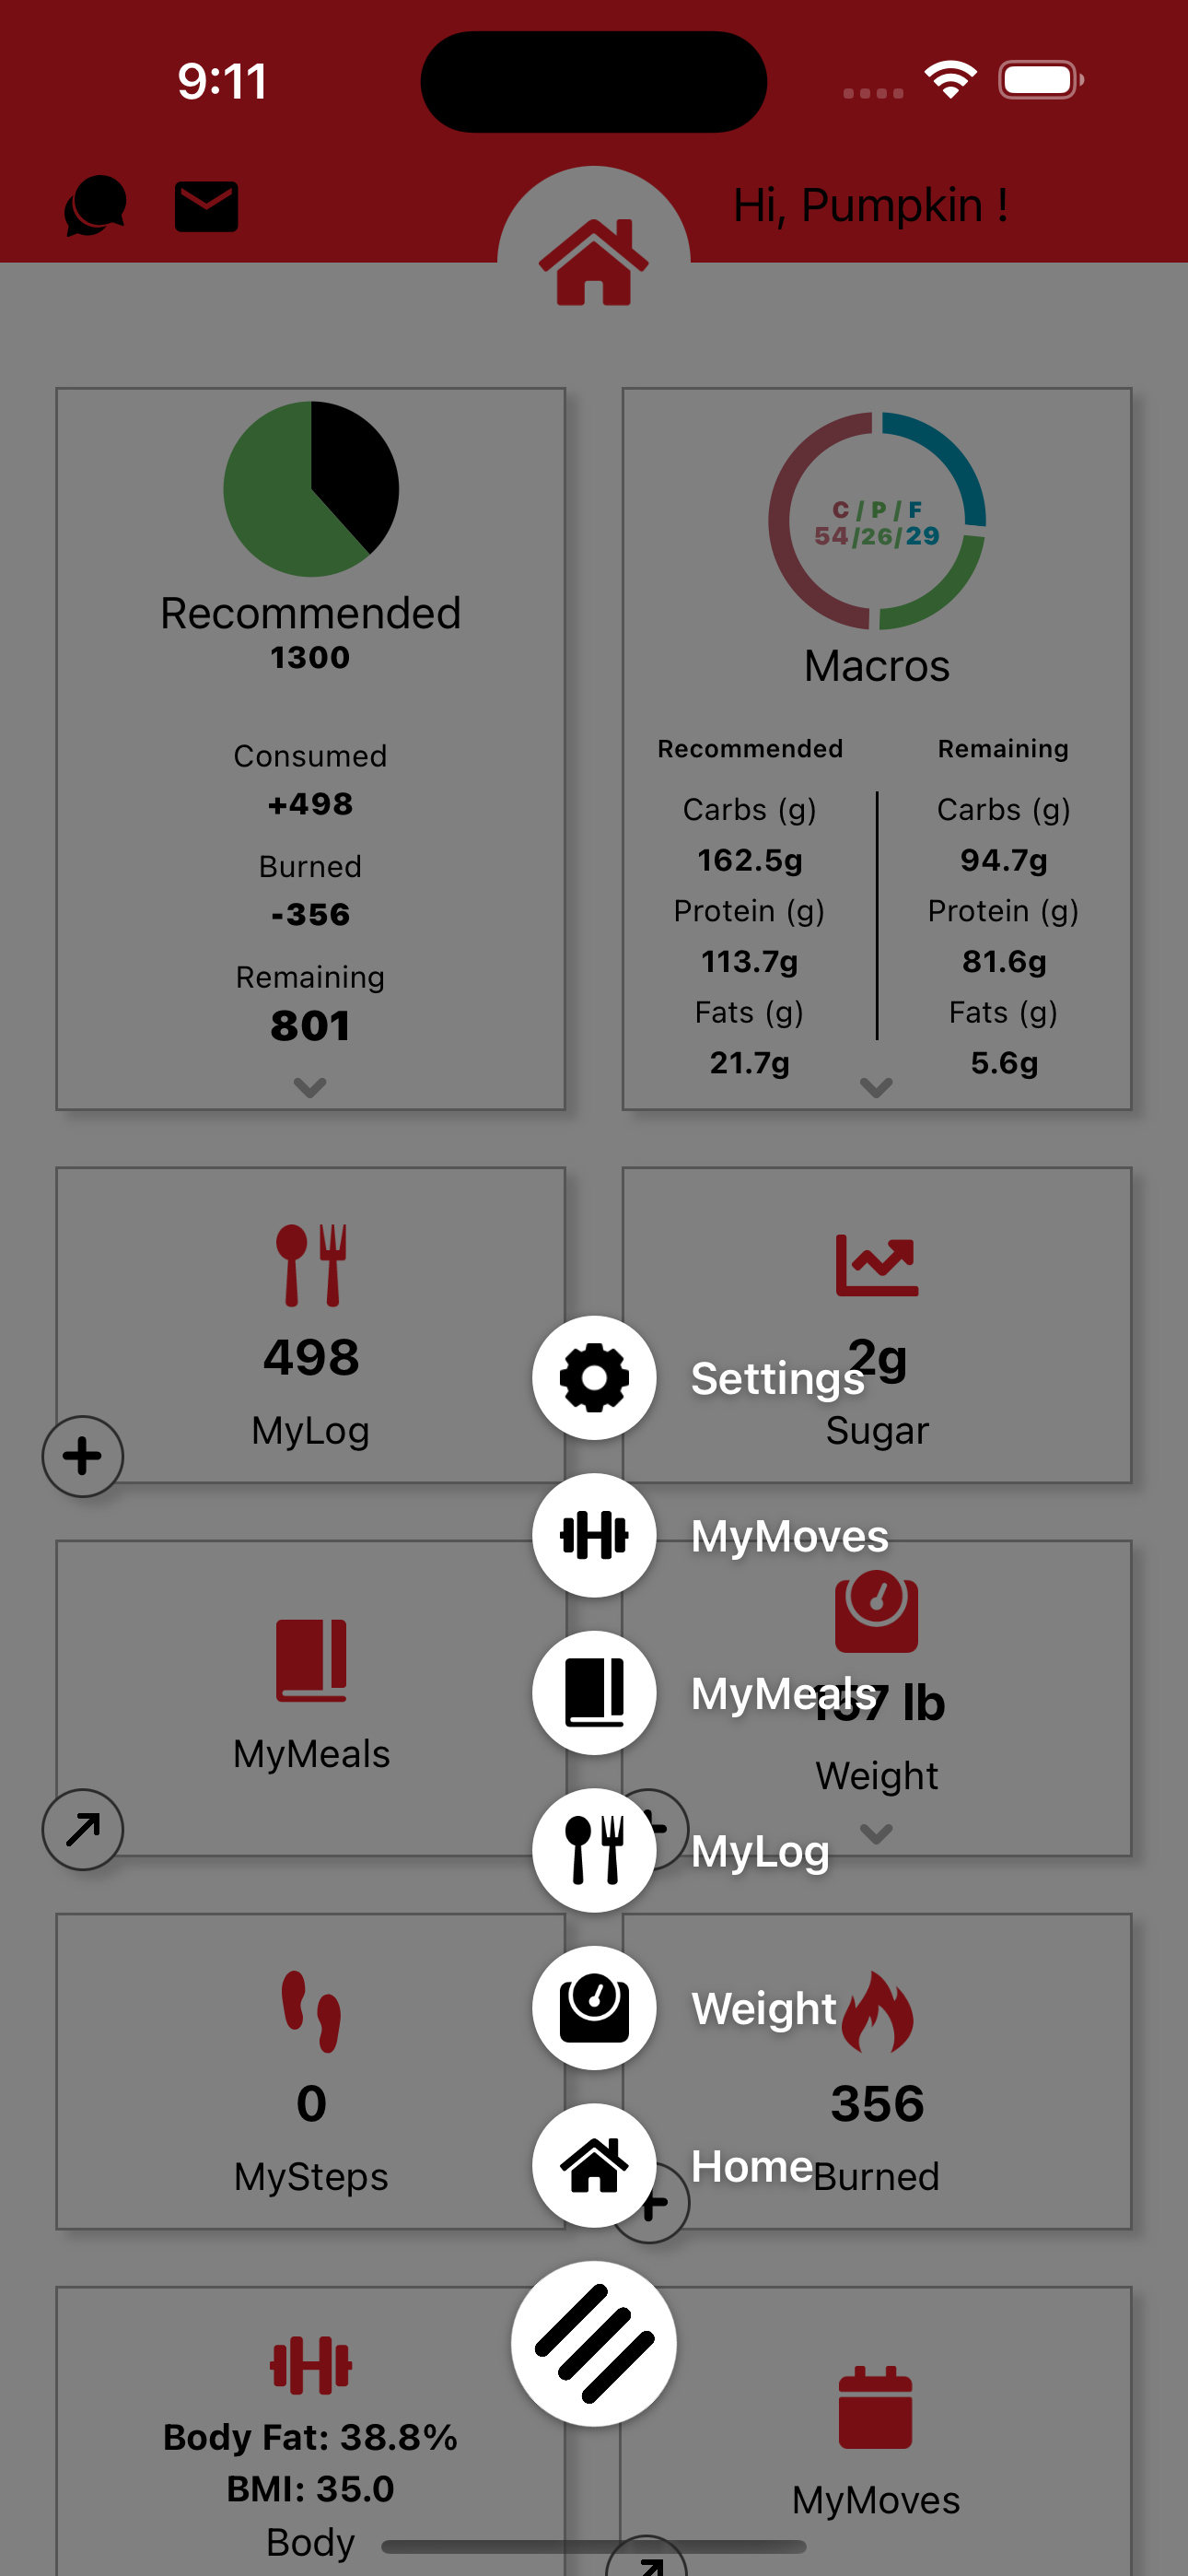 9:11
Hi, Pumpkin !
Recommended
1300
Consumed
+498
Burned
-356
Remaining
801
C / P / F
54/26/29
Macros
Recommended
Remaining
Carbs (g)
162.5g
Protein (g)
113.7g
Fats (g)
21.7g
Carbs (g)
94.7g
Protein (g)
81.6g
Fats (g)
5.6g
498
MyLog
2g
Sugar
Settings
MyMoves
MyMeals
MyMeals
157 lb
Weight
MyLog
Weight
0
MySteps
356
Burned
Home
Body Fat: 38.8%
BMI: 35.0
Body
MyMoves